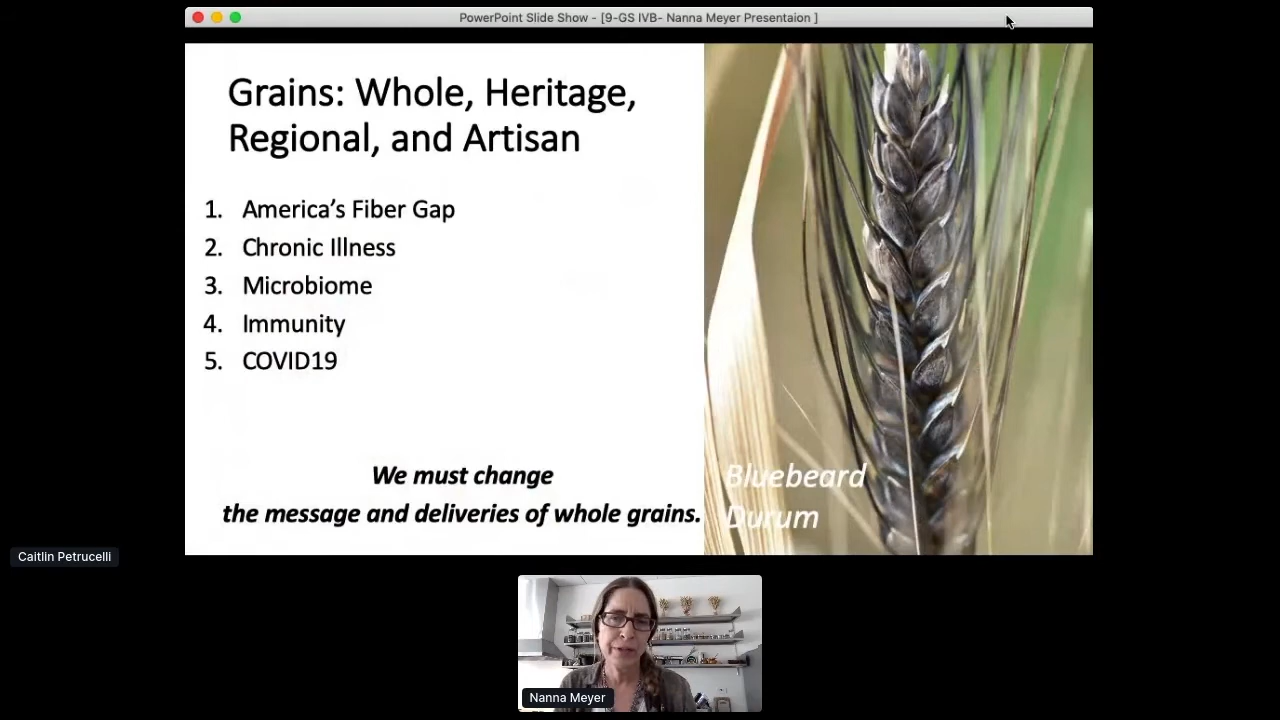 PowerPoint Slide Show - [9-GS IVB- Nanna Meyer Presentaion ]
Grains: Whole, Heritage,
Regional, and Artisan
1. America's Fiber Gap
2. Chronic Illness
3. Microbiome
4. Immunity
5. COVID19
We must change
the message and deliveries of whole grains.
Bluebeard
Durum
Caitlin Petrucelli
Nanna Meyer